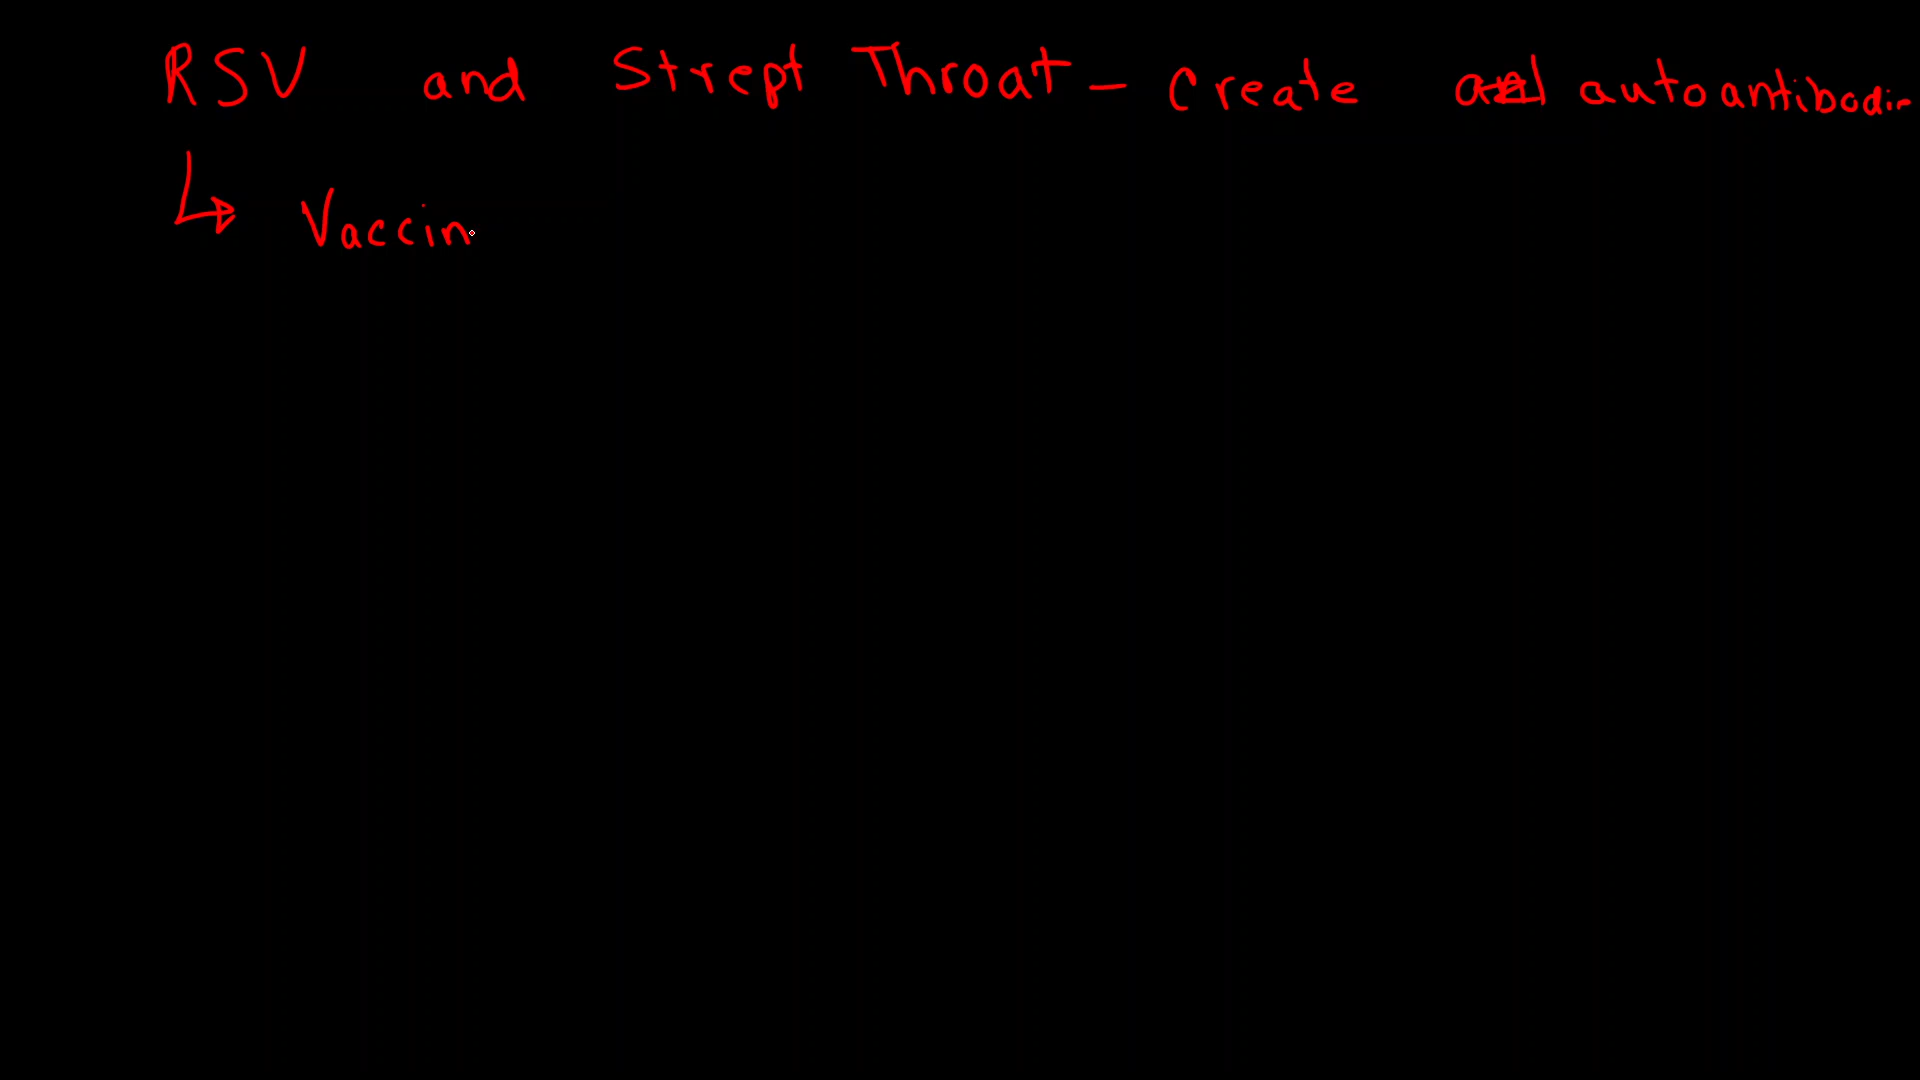 RSV and Strept Throat - Create autoantibodi
Vaccin